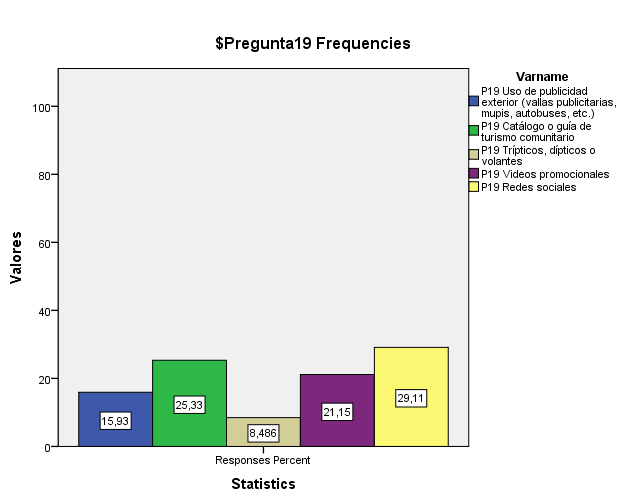 $Pregunta19 Frequencies
Varname
P19 Uso de publicidad
exterior (vallas publicitarias,
mupis, autobuses, etc.)
P19 Catálogo o guía de
turismo comunitario
P19 Trípticos, dípticos o
volantes
P19 Videos promocionales
P19 Redes sociales
Valores
100
80
60
40
20
0
15,93
25,33
8,486
21,15
29,11
Responses Percent
Statistics